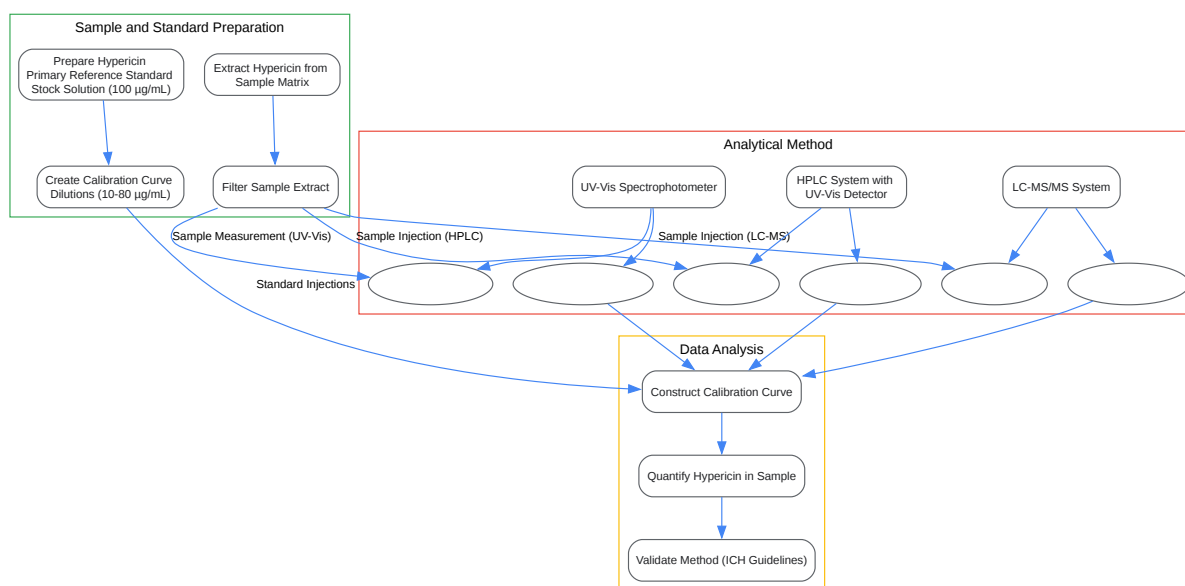 Sample and Standard Preparation
Prepare Hypericin
Primary Reference Standard
Stock Solution (100 µg/mL)
Extract Hypericin from
Sample Matrix
Create Calibration Curve
Dilutions (10-80 µg/mL)
Filter Sample Extract
Analytical Method
UV-Vis Spectrophotometer
HPLC System with
UV-Vis Detector
LC-MS/MS System
Sample Measurement (UV-Vis)
Sample Injection (HPLC)
Sample Injection (LC-MS)
Standard Injections
Data Analysis
Construct Calibration Curve
Quantify Hypericin in Sample
Validate Method (ICH Guidelines)